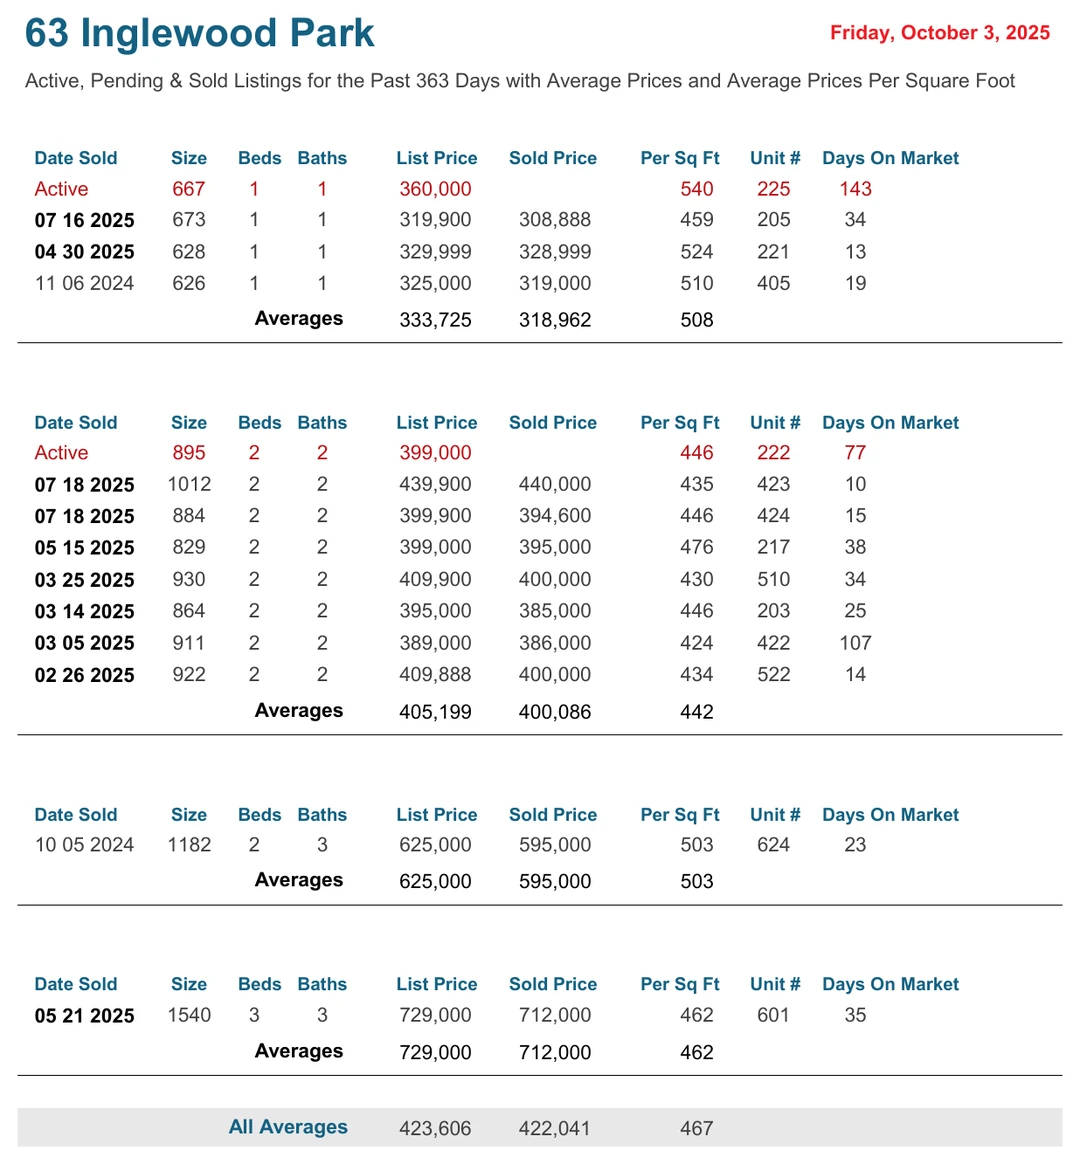 63 Inglewood Park
Friday, October 3, 2025
Active, Pending & Sold Listings for the Past 363 Days with Average Prices and Average Prices Per Square Foot
Date Sold Size Beds Baths List Price Sold Price Per Sq Ft Unit # Days On Market
Active 667 1 1 360,000 540 225 143
07 16 2025 673 1 1 319,900 308,888 459 205 34
04 30 2025 628 1 1 329,999 328,999 524 221 13
11 06 2024 626 1 1 325,000 319,000 510 405 19
Averages 333,725 318,962 508
Date Sold Size Beds Baths List Price Sold Price Per Sq Ft Unit # Days On Market
Active 895 2 2 399,000 446 222 77
07 18 2025 1012 2 2 439,900 440,000 435 423 10
07 18 2025 884 2 2 399,900 394,600 446 424 15
05 15 2025 829 2 2 399,000 395,000 476 217 38
03 25 2025 930 2 2 409,900 400,000 430 510 34
03 14 2025 864 2 2 395,000 385,000 446 203 25
03 05 2025 911 2 2 389,000 386,000 424 422 107
02 26 2025 922 2 2 409,888 400,000 434 522 14
Averages 405,199 400,086 442
Date Sold Size Beds Baths List Price Sold Price Per Sq Ft Unit # Days On Market
10 05 2024 1182 2 3 625,000 595,000 503 624 23
Averages 625,000 595,000 503
Date Sold Size Beds Baths List Price Sold Price Per Sq Ft Unit # Days On Market
05 21 2025 1540 3 3 729,000 712,000 462 601 35
Averages 729,000 712,000 462
All Averages 423,606 422,041 467